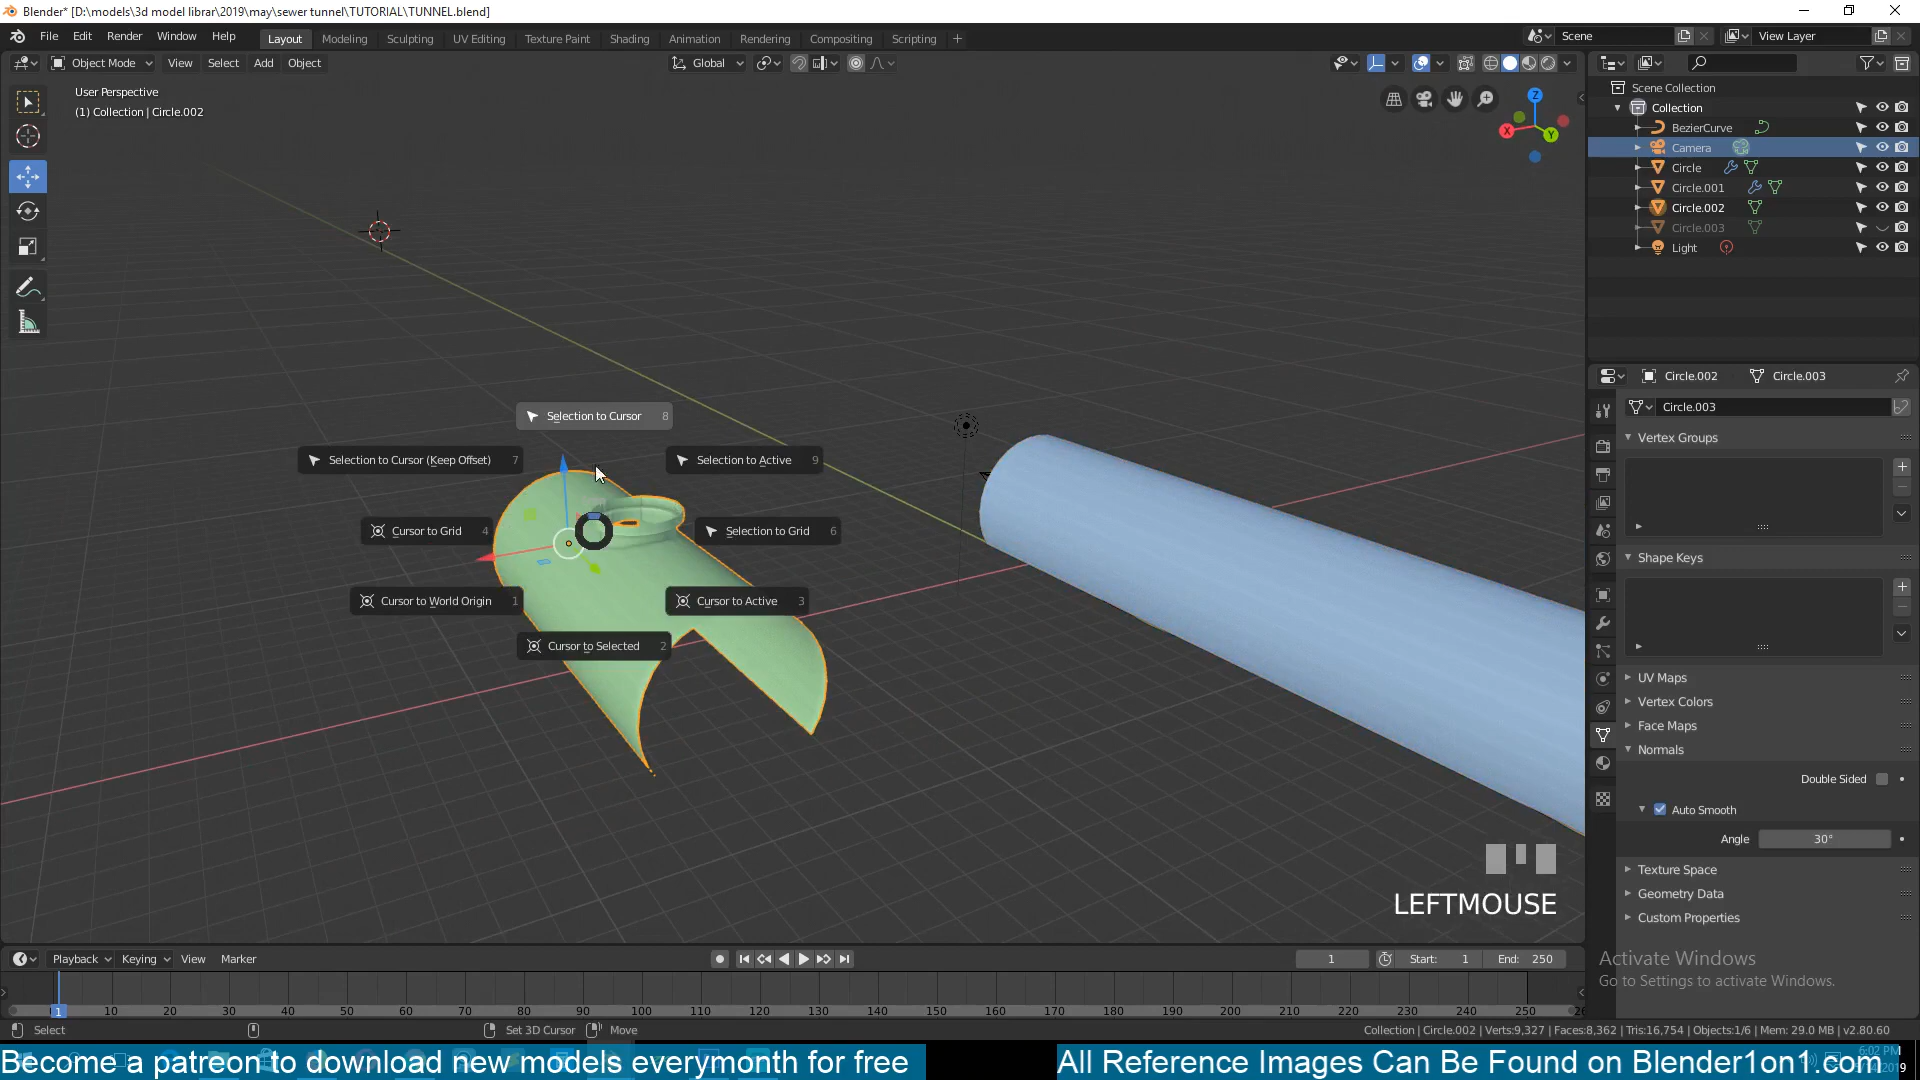 Blender* [D:\models\3d model librar\2019\may\sewer tunnel\TUTORIAL\TUNNEL.blend]
File Edit Render Window Help Layout Modeling Sculpting UV Editing Texture Paint Shading Animation Rendering Compositing Scripting + Scene View Layer
Object Mode View Select Add Object Global
User Perspective
(1) Collection | Circle.002
Z
X
Y
Scene Collection
Collection
BezierCurve
Camera
Circle
Circle.001
Circle.002
Circle.003
Light
Selection to Cursor 8
Selection to Cursor (Keep Offset) 7
Selection to Active 9
Cursor to Grid 4
Selection to Grid 6
Cursor to World Origin 1
Cursor to Active 3
Cursor to Selected 2
Circle.002 Circle.003
Circle.003
Vertex Groups
Shape Keys
UV Maps
Vertex Colors
Face Maps
Normals
Double Sided
Auto Smooth
Angle 30°
Texture Space
Geometry Data
Custom Properties
LEFTMOUSE
Activate Windows
Go to Settings to activate Windows.
Playback Keying View Marker 1 Start: 1 End: 250
1 10 20 30 40 50 60 70 80 90 100 110 120 130 140 150 160 170 180 190 200 210 220 230 240 250
Select Set 3D Cursor Move Collection | Circle.002 | Verts:9,327 | Faces:8,362 | Tris:16,754 | Objects:1/6 | Mem: 29.0 MB | v2.80.60
6:02 PM
Become a patreon to download new models everymonth for free All Reference Images Can Be Found on Blender1on1.com